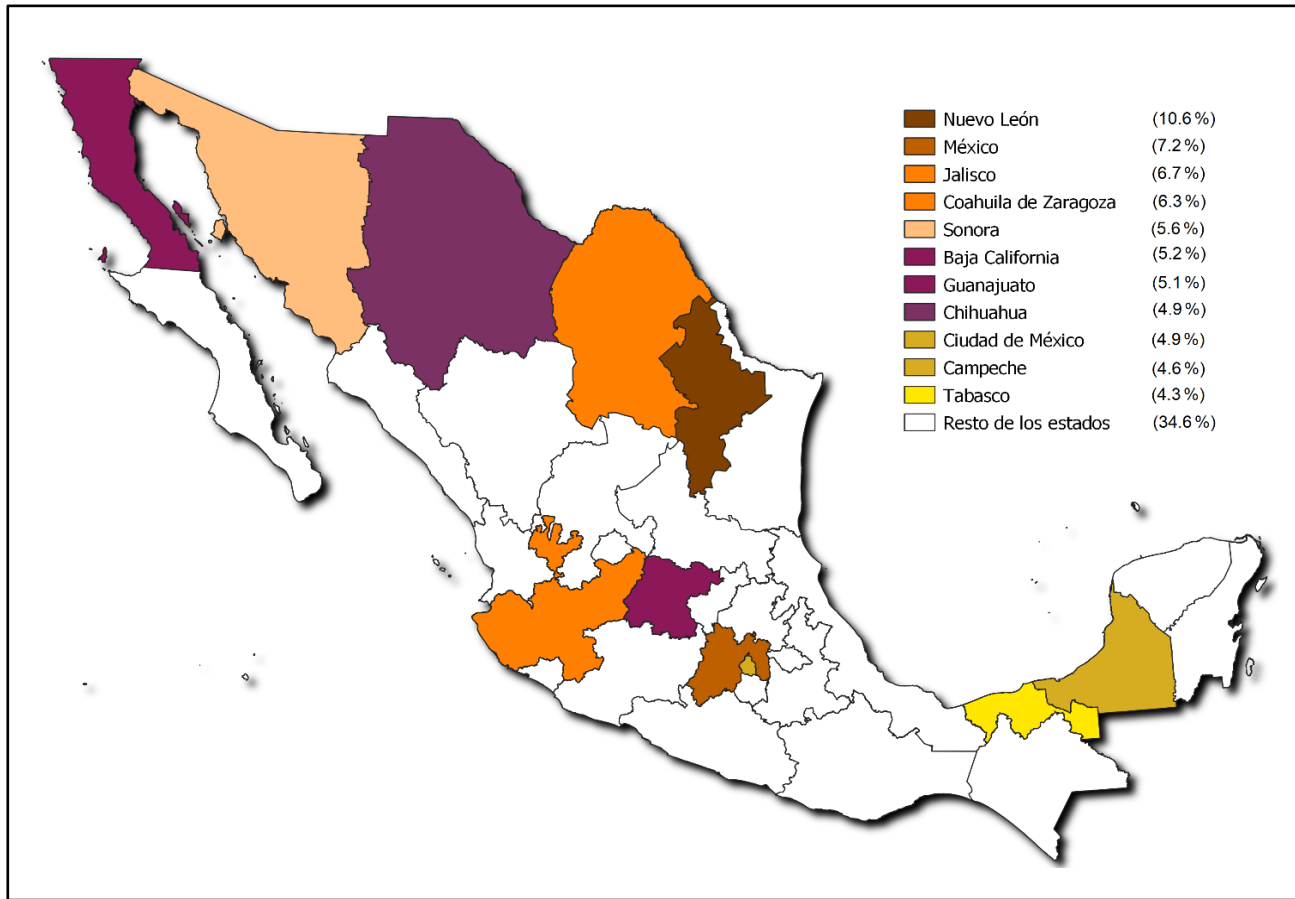 Nuevo León (10.6 %)
México (7.2 %)
Jalisco (6.7 %)
Coahuila de Zaragoza (6.3 %)
Sonora (5.6 %)
Baja California (5.2 %)
Guanajuato (5.1 %)
Chihuahua (4.9 %)
Ciudad de México (4.9 %)
Campeche (4.6 %)
Tabasco (4.3 %)
Resto de los estados (34.6 %)